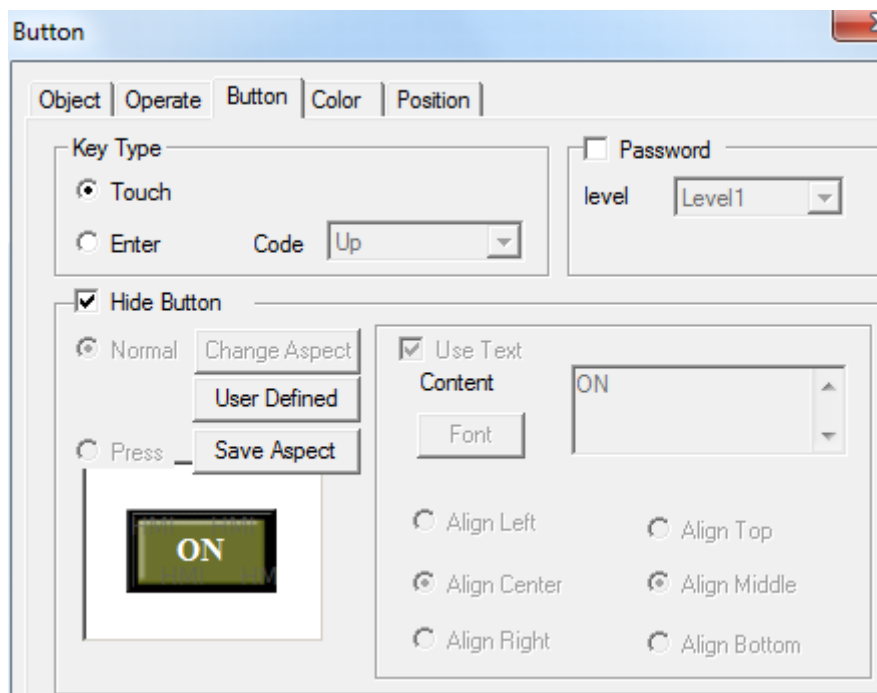 Button
Object Operate Button Color Position
Key Type
Touch
Enter Code Up
Password
level Level1
Hide Button
Normal Change Aspect
User Defined
Press Save Aspect
ON
Use Text
Content ON
Font
Align Left Align Top
Align Center Align Middle
Align Right Align Bottom